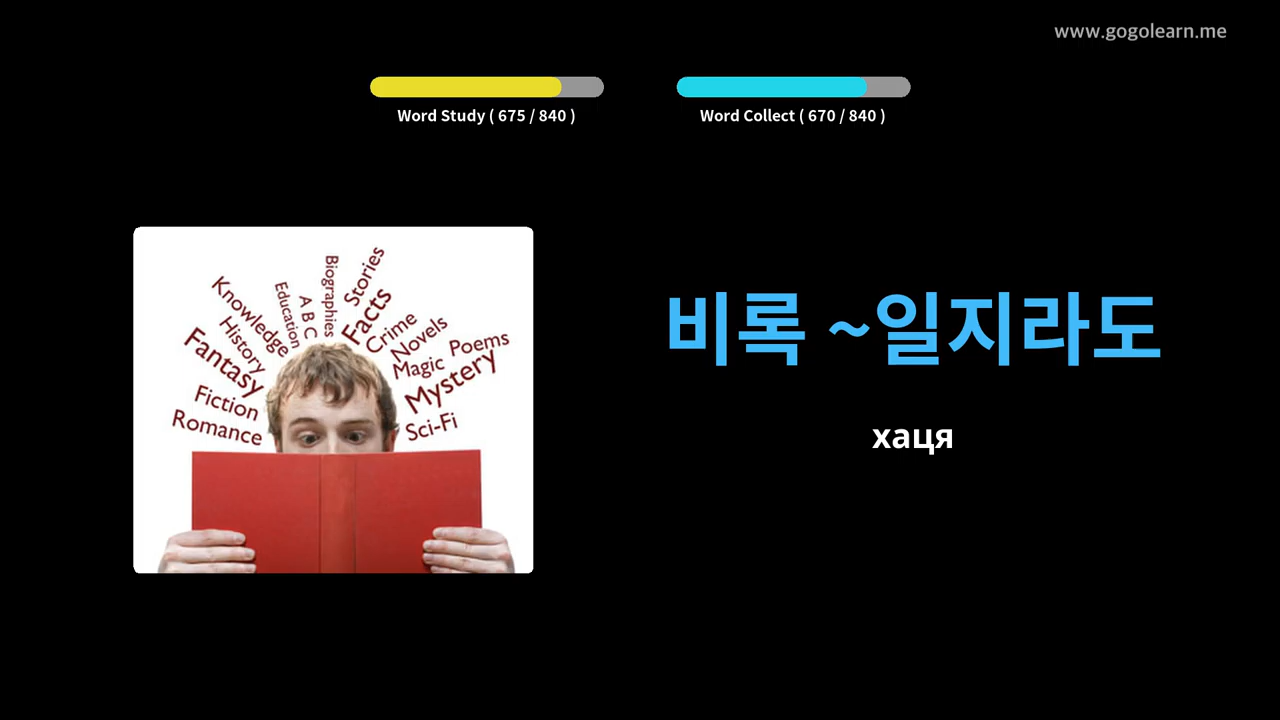 www.gogolearn.me
Word Study ( 675 / 840 )
Word Collect ( 670 / 840 )
Knowledge
History
Fantasy
Fiction
Romance
Education
A B C
Biographies
Stories
Facts
Crime
Novels
Magic
Poems
Mystery
Sci-Fi
비록 ~일지라도
хаця